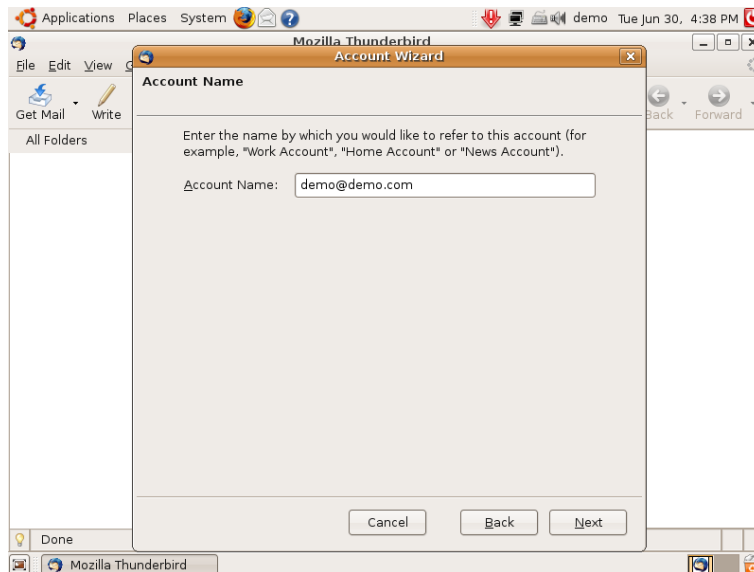 Applications Places System demo Tue Jun 30, 4:38 PM
Mozilla Thunderbird
Account Wizard
File Edit View G
Account Name
Get Mail Write
Back Forward
All Folders
Enter the name by which you would like to refer to this account (for
example, "Work Account", "Home Account" or "News Account").
Account Name: demo@demo.com
Cancel Back Next
Done
Mozilla Thunderbird